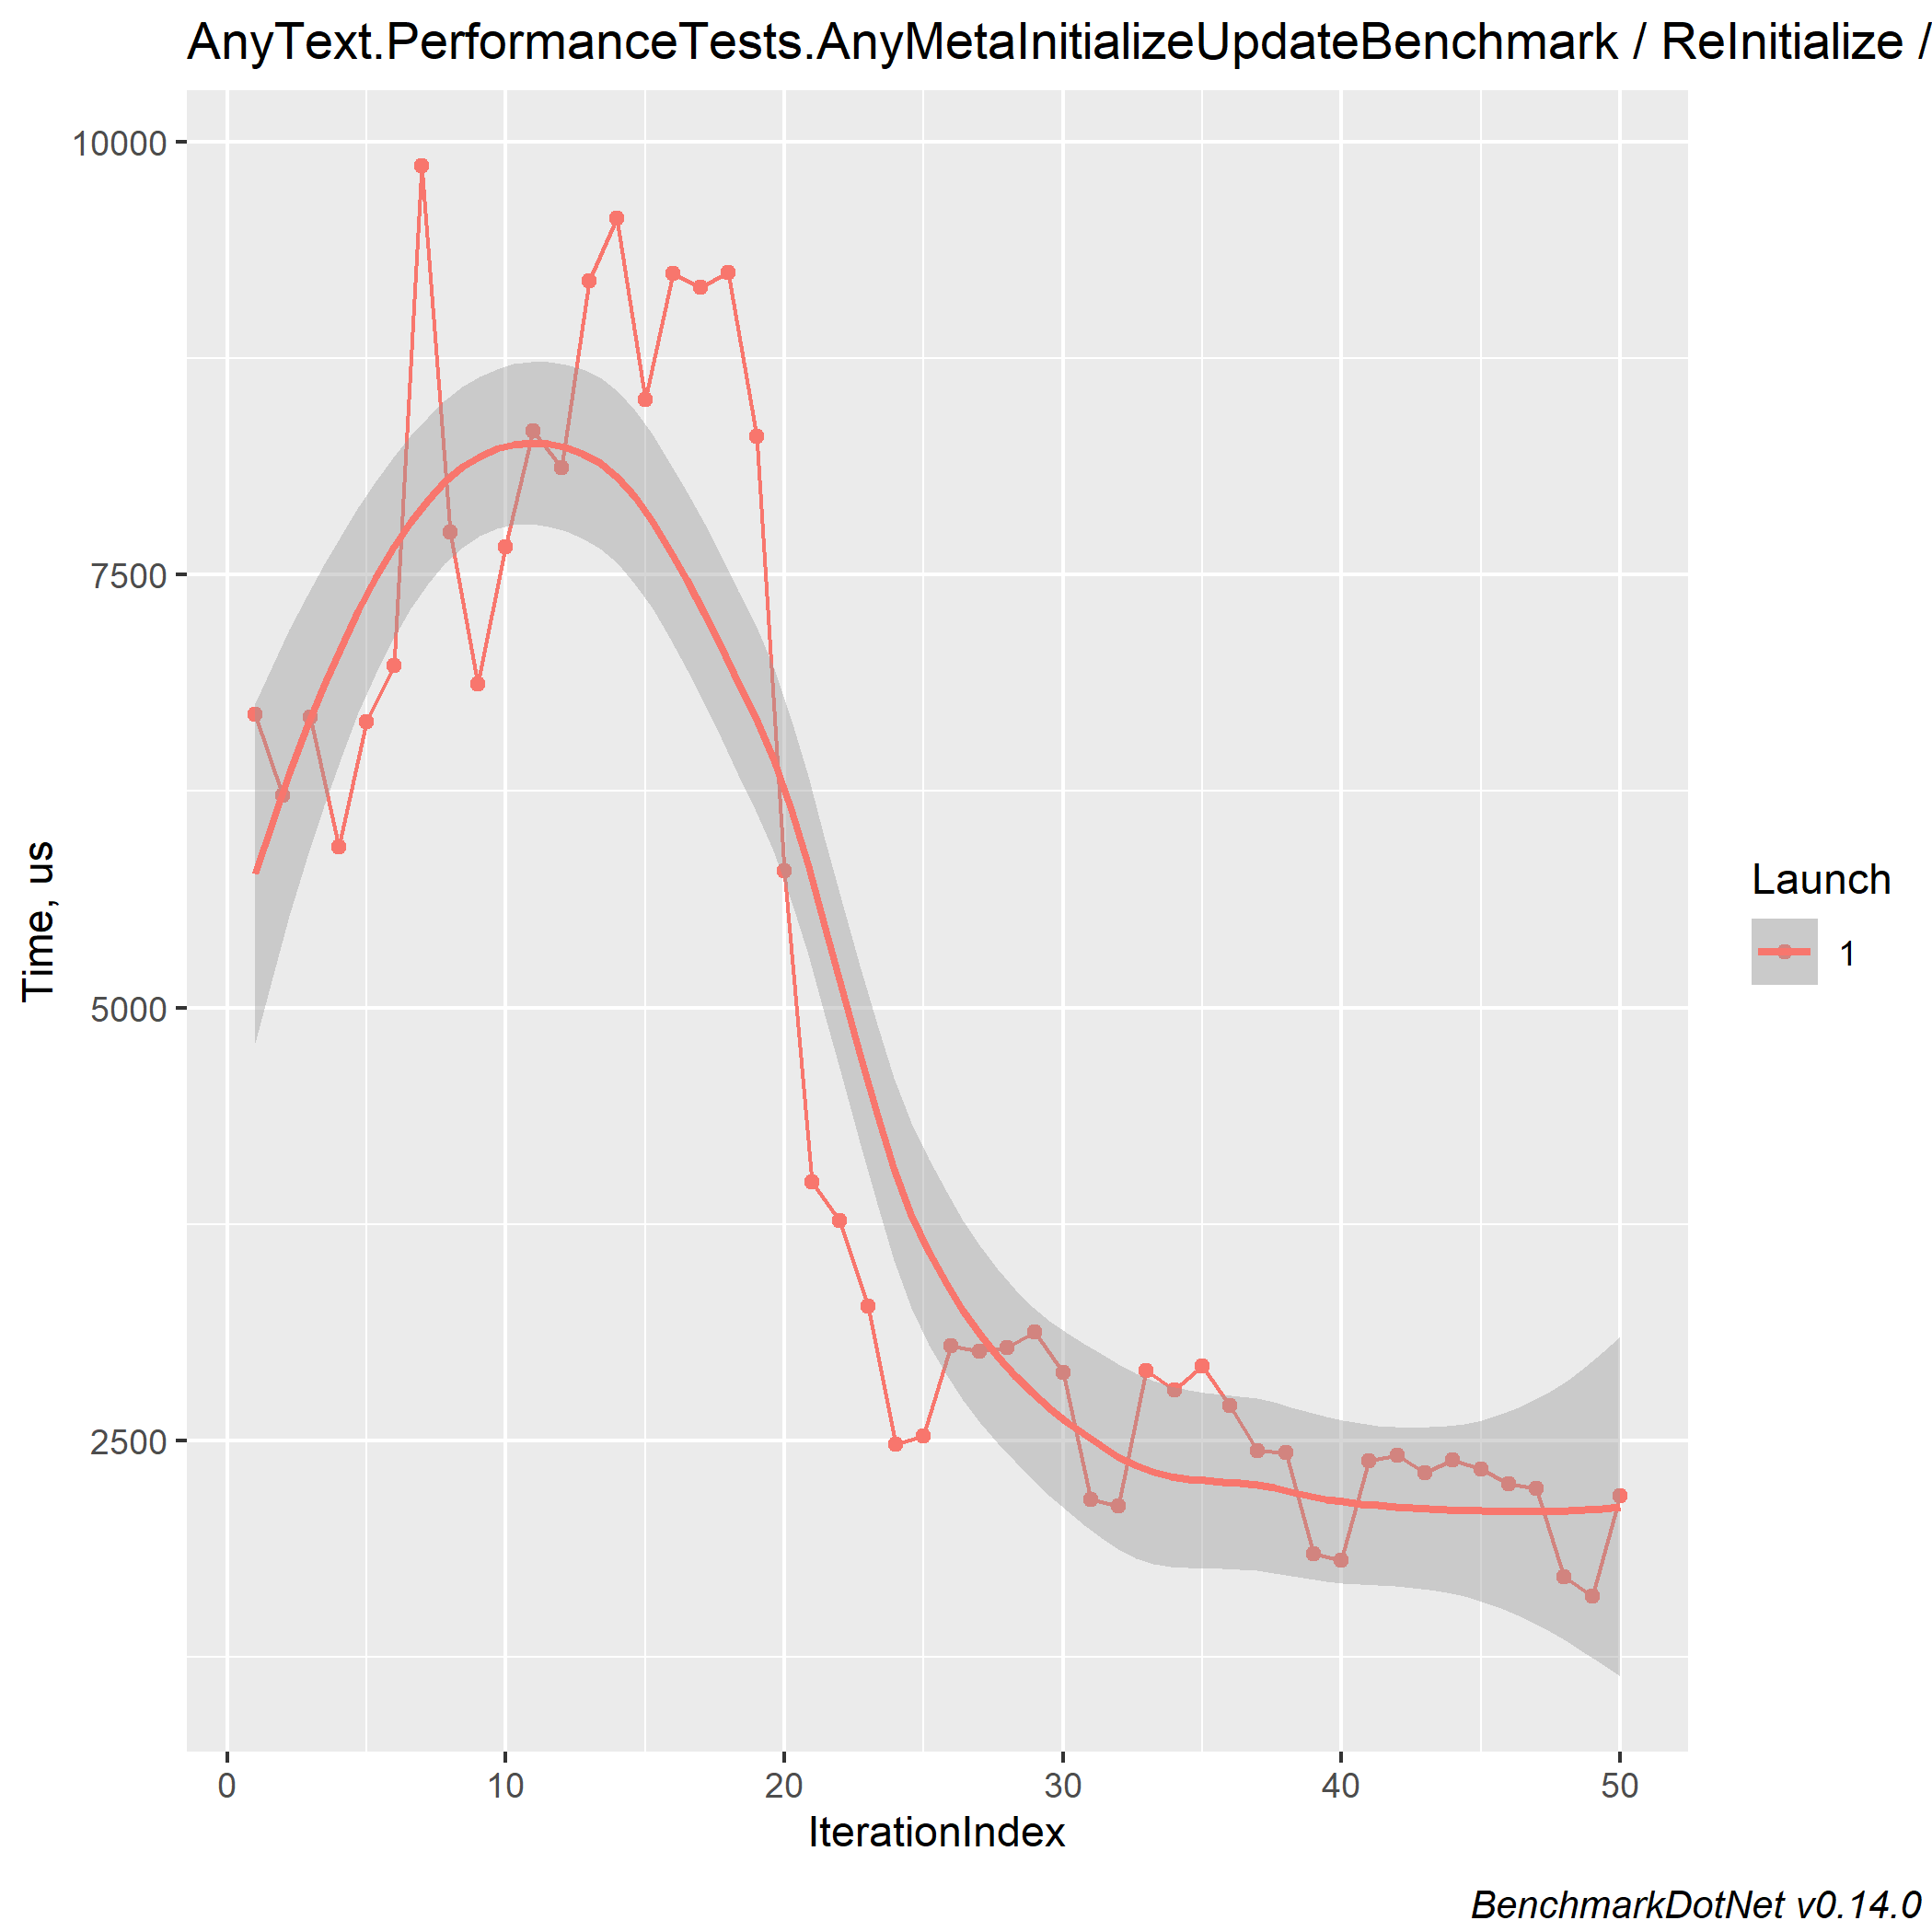 AnyText.PerformanceTests.AnyMetaInitializeUpdateBenchmark / ReInitialize /
10000
7500
5000
2500
Time, us
0 10 20 30 40 50
IterationIndex
Launch
1
BenchmarkDotNet v0.14.0